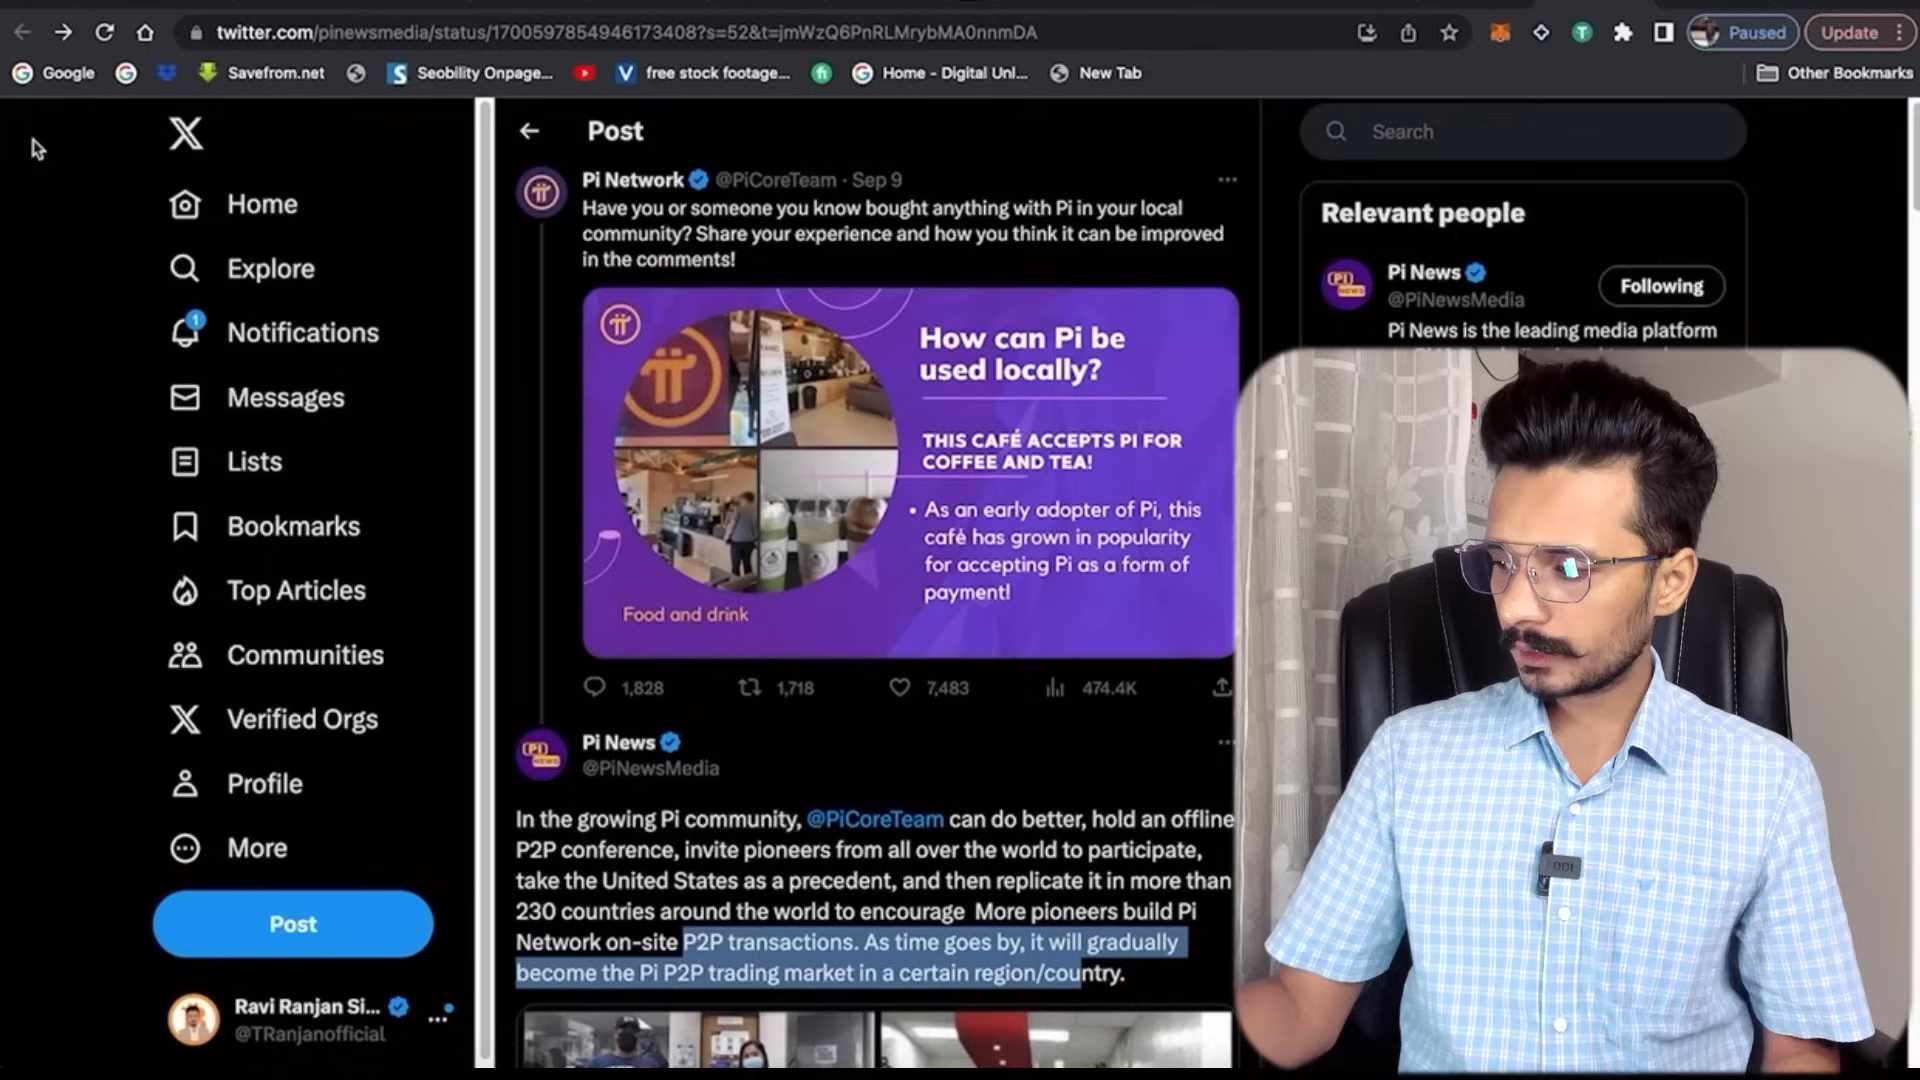 twitter.com/pinewsmedia/status/1700597854946173408?s=52&t=jmWzQ6PnRLMrybMA0nnmDA
Paused
Update
Google
Savefrom.net
Seobility Onpage...
free stock footage...
Home - Digital Unl...
New Tab
Other Bookmarks
Home
Explore
1
Notifications
Messages
Lists
Bookmarks
Top Articles
Communities
Verified Orgs
Profile
More
Post
Ravi Ranjan Si...
@TRanjanofficial
Post
Pi Network @PiCoreTeam · Sep 9
Have you or someone you know bought anything with Pi in your local
community? Share your experience and how you think it can be improved
in the comments!
How can Pi be
used locally?
THIS CAFÉ ACCEPTS PI FOR
COFFEE AND TEA!
• As an early adopter of Pi, this
café has grown in popularity
for accepting Pi as a form of
payment!
Food and drink
1,828
1,718
7,483
474.4K
Pi News
@PiNewsMedia
In the growing Pi community, @PiCoreTeam can do better, hold an offline
P2P conference, invite pioneers from all over the world to participate,
take the United States as a precedent, and then replicate it in more than
230 countries around the world to encourage More pioneers build Pi
Network on-site P2P transactions. As time goes by, it will gradually
become the Pi P2P trading market in a certain region/country.
Search
Relevant people
Pi News
@PiNewsMedia
Following
Pi News is the leading media platform